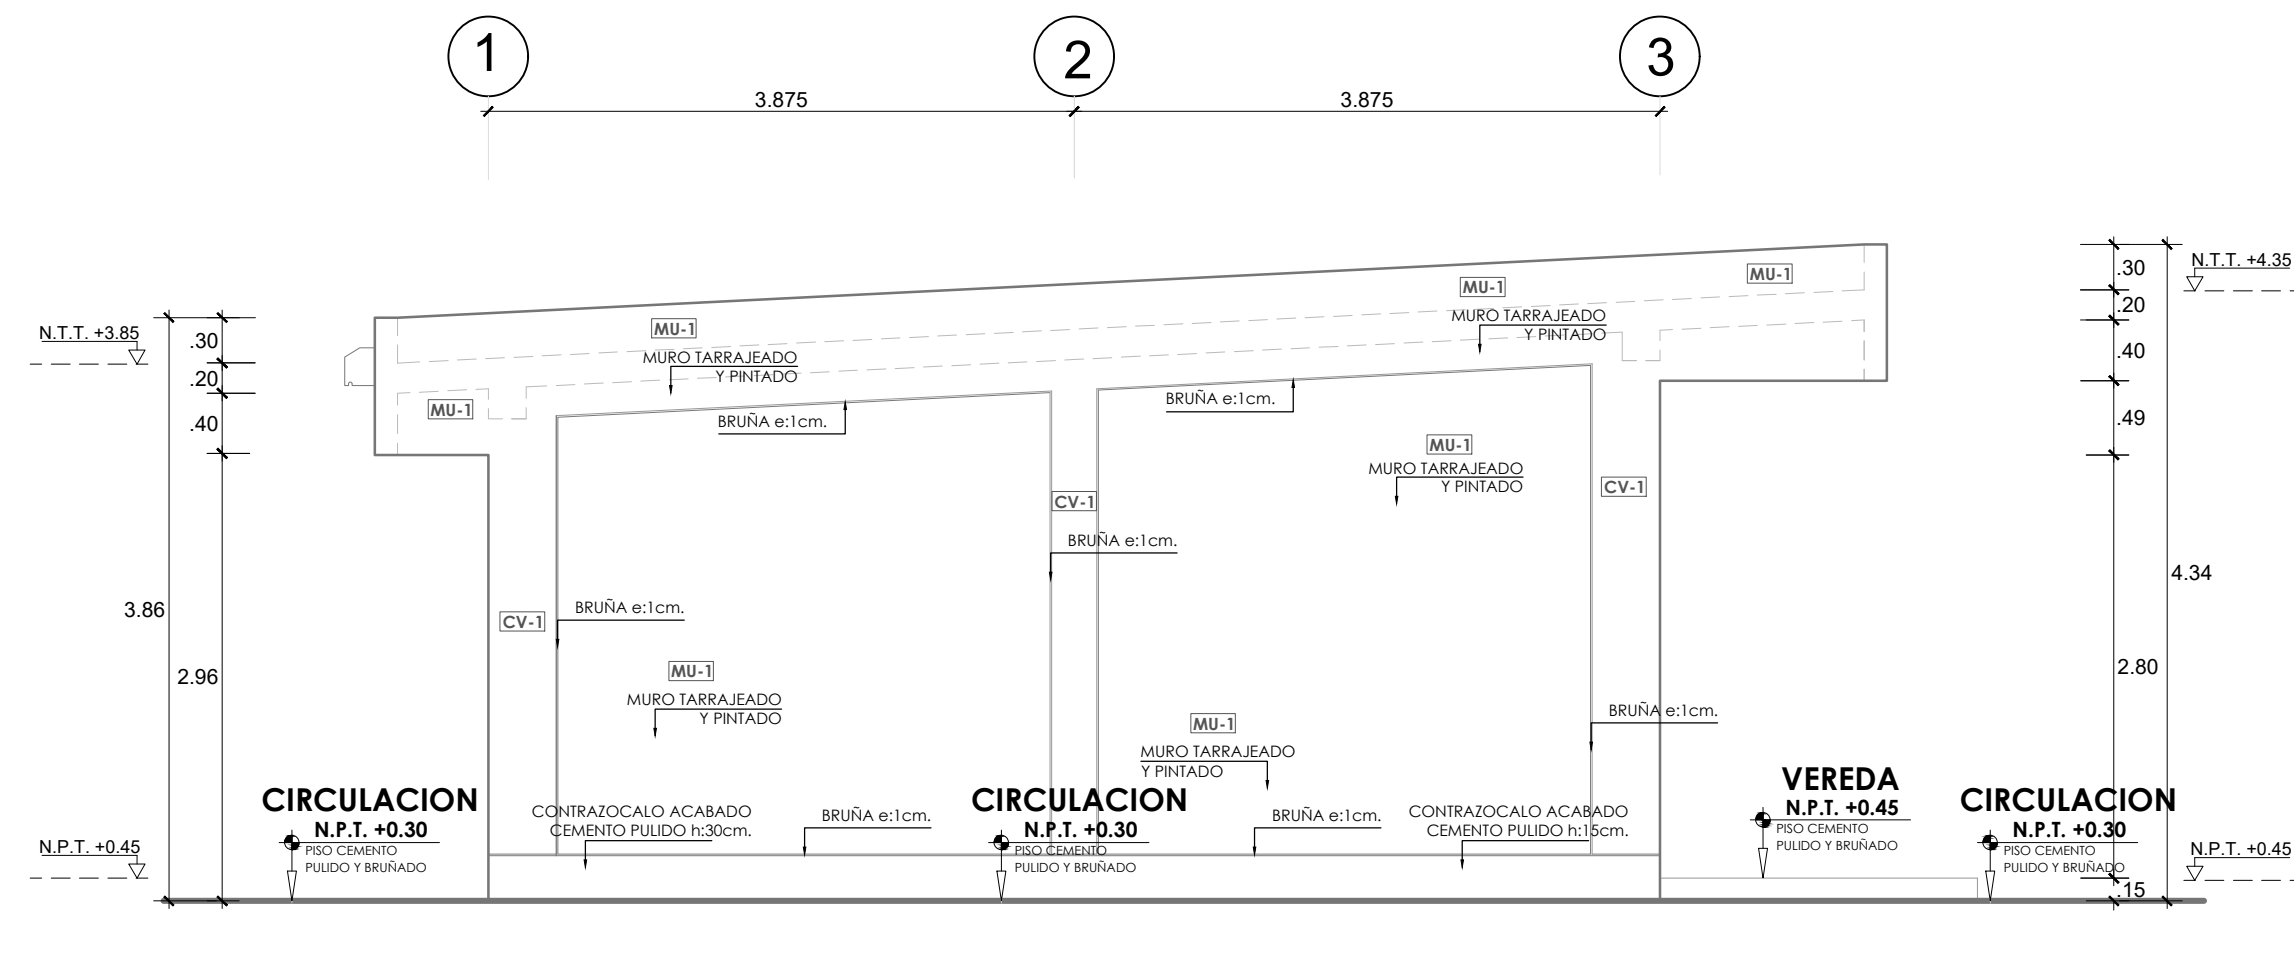 1
2
3
3.875
3.875
N.T.T. +3.85
.30
.20
.40
3.86
2.96
N.P.T. +0.45
MU-1
MURO TARRAJEADO
Y PINTADO
MU-1
BRUÑA e:1cm.
MU-1
MURO TARRAJEADO
Y PINTADO
MU-1
BRUÑA e:1cm.
MU-1
MURO TARRAJEADO
Y PINTADO
CV-1
CV-1
BRUÑA e:1cm.
CV-1
BRUÑA e:1cm.
MU-1
MURO TARRAJEADO
Y PINTADO
MU-1
MURO TARRAJEADO
Y PINTADO
BRUÑA e:1cm.
CIRCULACION
N.P.T. +0.30
PISO CEMENTO
PULIDO Y BRUÑADO
CONTRAZOCALO ACABADO
CEMENTO PULIDO h:30cm.
BRUÑA e:1cm.
CIRCULACION
N.P.T. +0.30
PISO CEMENTO
PULIDO Y BRUÑADO
BRUÑA e:1cm.
CONTRAZOCALO ACABADO
CEMENTO PULIDO h:15cm.
VEREDA
N.P.T. +0.45
PISO CEMENTO
PULIDO Y BRUÑADO
CIRCULACION
N.P.T. +0.30
PISO CEMENTO
PULIDO Y BRUÑADO
.30
.20
.40
.49
2.80
.15
4.34
N.T.T. +4.35
N.P.T. +0.45